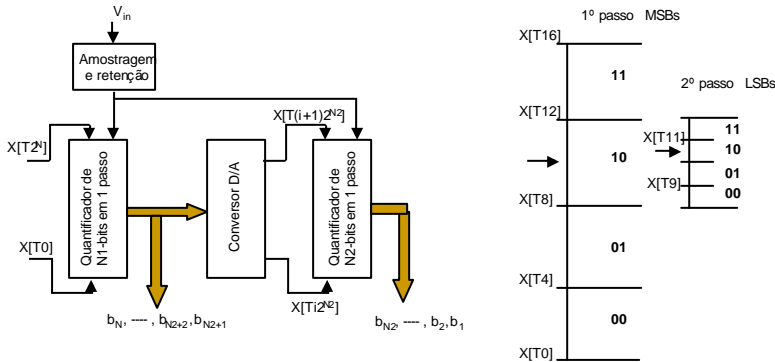 V_in
Amostragem
e retenção
X[T2^N]
X[T0]
Quantificador de
N1-bits em 1 passo
Conversor D/A
X[T(i+1)2^N2]
X[Ti2^N2]
Quantificador de
N2-bits em 1 passo
b_N, ---- , b_N2+2, b_N2+1
b_N2, ---- , b_2, b_1
1º passo MSBs
X[T16]
11
X[T12]
10
X[T8]
01
X[T4]
00
X[T0]
2º passo LSBs
11
X[T11]
10
01
X[T9]
00